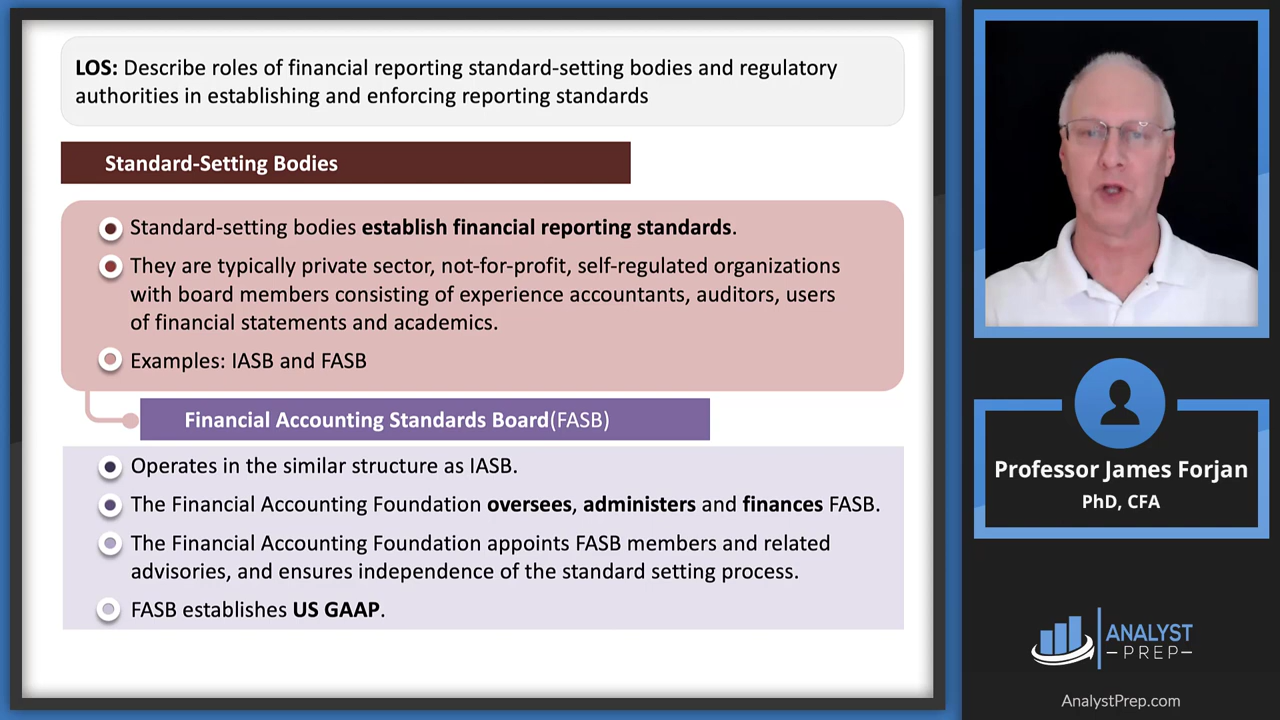 LOS: Describe roles of financial reporting standard-setting bodies and regulatory
authorities in establishing and enforcing reporting standards
Standard-Setting Bodies
Standard-setting bodies establish financial reporting standards.
They are typically private sector, not-for-profit, self-regulated organizations
with board members consisting of experience accountants, auditors, users
of financial statements and academics.
Examples: IASB and FASB
Financial Accounting Standards Board(FASB)
Operates in the similar structure as IASB.
The Financial Accounting Foundation oversees, administers and finances FASB.
The Financial Accounting Foundation appoints FASB members and related
advisories, and ensures independence of the standard setting process.
FASB establishes US GAAP.
Professor James Forjan
PhD, CFA
ANALYST
PREP
AnalystPrep.com